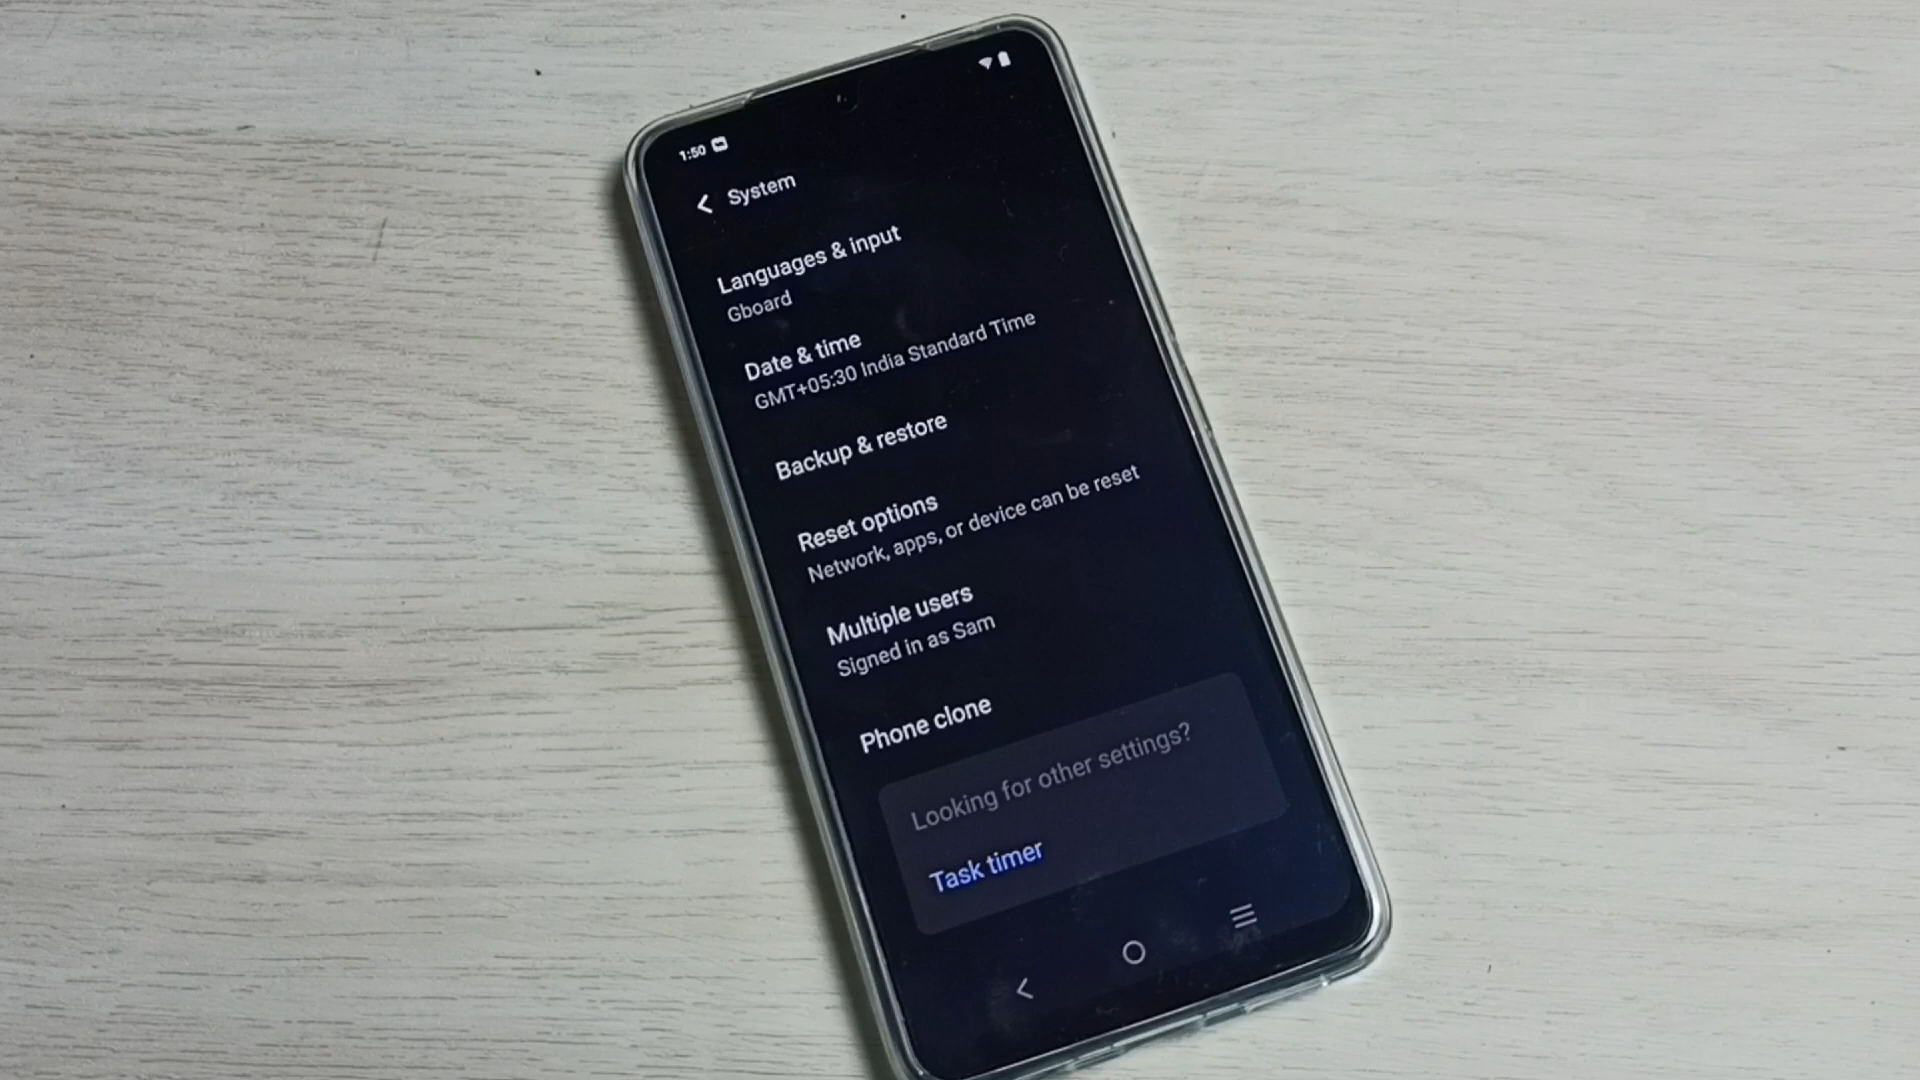 1:50
System
Languages & input
Gboard
Date & time
GMT+05:30 India Standard Time
Backup & restore
Reset options
Network, apps, or device can be reset
Multiple users
Signed in as Sam
Phone clone
Looking for other settings?
Task timer